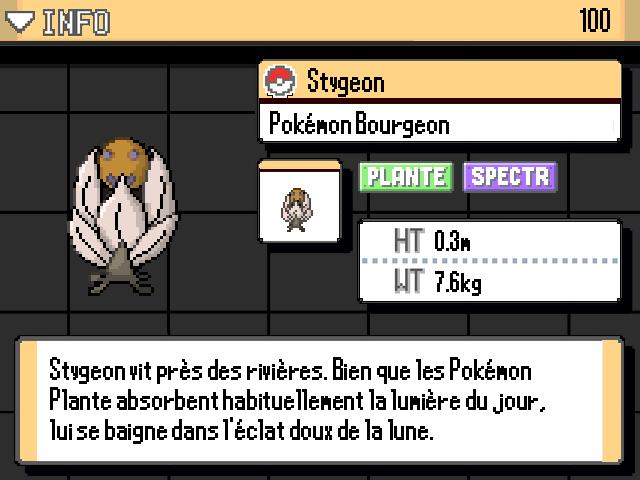 INFO
100
Stygeon
Pokémon Bourgeon
PLANTE SPECTR
HT 0.3m
WT 7.6kg
Stygeon vit près des rivières. Bien que les Pokémon
Plante absorbent habituellement la lumière du jour,
lui se baigne dans l'éclat doux de la lune.